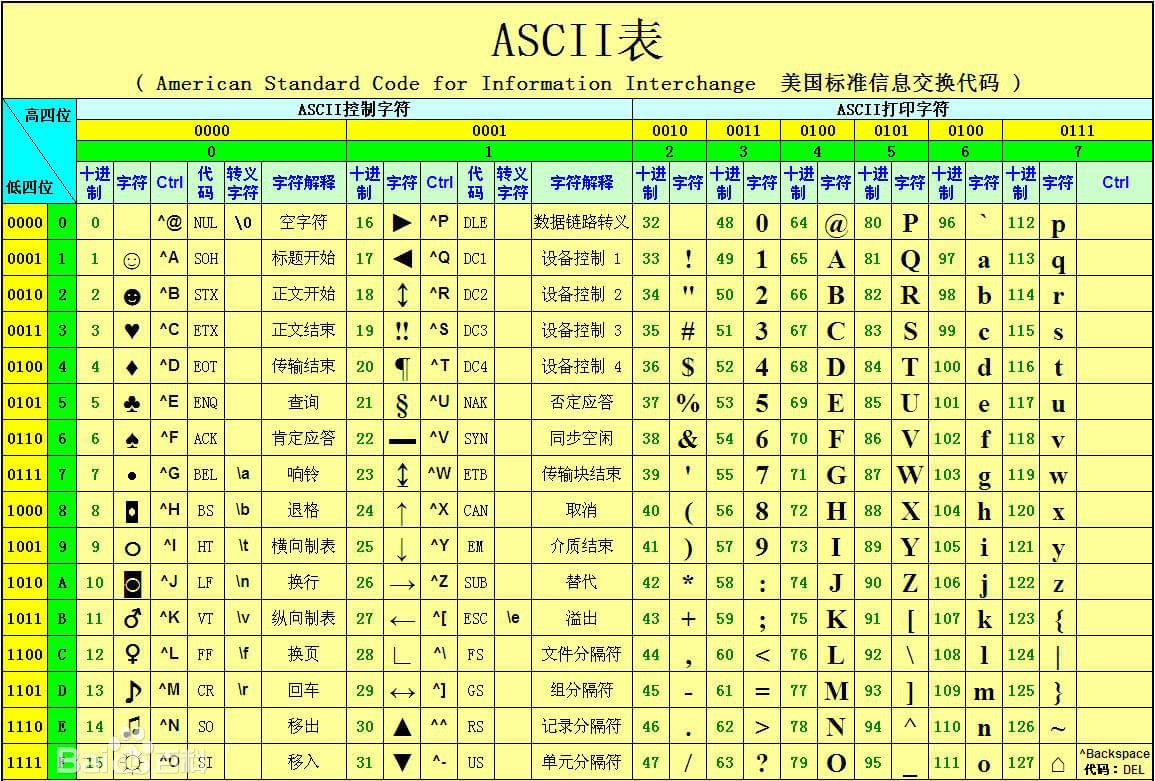 ASCII表
( American Standard Code for Information Interchange 美国标准信息交换代码 )
高四位 ASCII控制字符 ASCII打印字符
0000 0001 0010 0011 0100 0101 0100 0111
0 1 2 3 4 5 6 7
低四位 十进制 字符 Ctrl 代码 转义字符 字符解释 十进制 字符 Ctrl 代码 转义字符 字符解释 十进制 字符 十进制 字符 十进制 字符 十进制 字符 十进制 字符 十进制 字符 Ctrl
0000 0 0 ^@ NUL \0 空字符 16 ► ^P DLE 数据链路转义 32 48 0 64 @ 80 P 96 ` 112 p
0001 1 1 ☺ ^A SOH 标题开始 17 ◄ ^Q DC1 设备控制 1 33 ! 49 1 65 A 81 Q 97 a 113 q
0010 2 2 ☻ ^B STX 正文开始 18 ↕ ^R DC2 设备控制 2 34 " 50 2 66 B 82 R 98 b 114 r
0011 3 3 ♥ ^C ETX 正文结束 19 ‼ ^S DC3 设备控制 3 35 # 51 3 67 C 83 S 99 c 115 s
0100 4 4 ♦ ^D EOT 传输结束 20 ¶ ^T DC4 设备控制 4 36 $ 52 4 68 D 84 T 100 d 116 t
0101 5 5 ♣ ^E ENQ 查询 21 § ^U NAK 否定应答 37 % 53 5 69 E 85 U 101 e 117 u
0110 6 6 ♠ ^F ACK 肯定应答 22 ▬ ^V SYN 同步空闲 38 & 54 6 70 F 86 V 102 f 118 v
0111 7 7 • ^G BEL \a 响铃 23 ↨ ^W ETB 传输块结束 39 ' 55 7 71 G 87 W 103 g 119 w
1000 8 8 ◘ ^H BS \b 退格 24 ↑ ^X CAN 取消 40 ( 56 8 72 H 88 X 104 h 120 x
1001 9 9 ○ ^I HT \t 横向制表 25 ↓ ^Y EM 介质结束 41 ) 57 9 73 I 89 Y 105 i 121 y
1010 A 10 ◙ ^J LF \n 换行 26 → ^Z SUB 替代 42 * 58 : 74 J 90 Z 106 j 122 z
1011 B 11 ♂ ^K VT \v 纵向制表 27 ← ^[ ESC \e 溢出 43 + 59 ; 75 K 91 [ 107 k 123 {
1100 C 12 ♀ ^L FF \f 换页 28 ∟ ^\ FS 文件分隔符 44 , 60 < 76 L 92 \ 108 l 124 |
1101 D 13 ♪ ^M CR \r 回车 29 ↔ ^] GS 组分隔符 45 - 61 = 77 M 93 ] 109 m 125 }
1110 E 14 ♫ ^N SO 移出 30 ▲ ^^ RS 记录分隔符 46 . 62 > 78 N 94 ^ 110 n 126 ~
1111 F 15 ☼ ^O SI 移入 31 ▼ ^- US 单元分隔符 47 / 63 ? 79 O 95 _ 111 o 127 ⌂ ^Backspace 代码：DEL
Bai百科